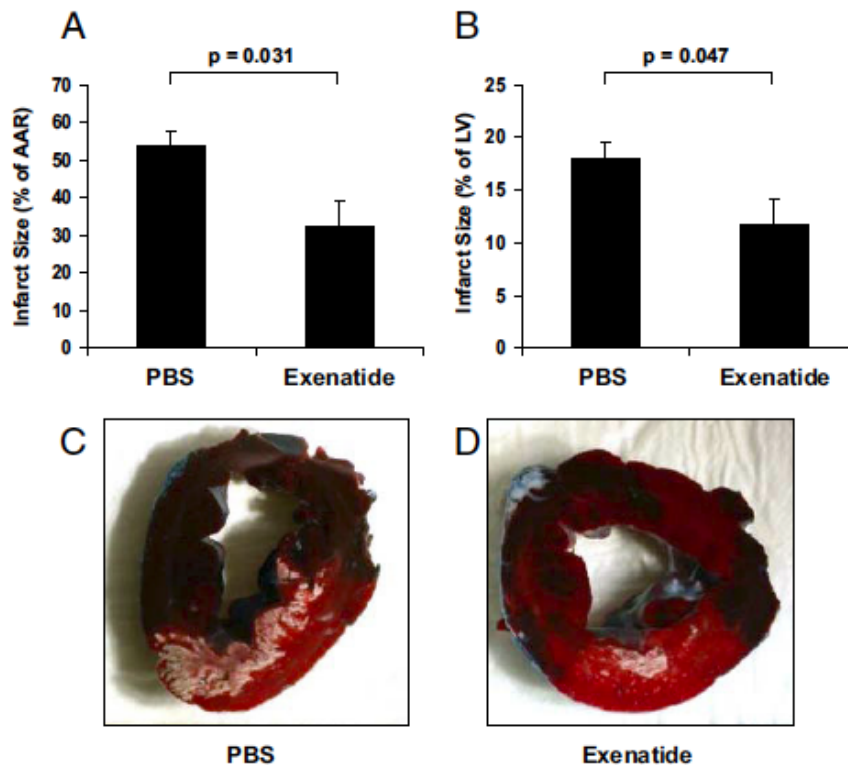 A
p = 0.031
Infarct Size (% of AAR)
70
60
50
40
30
20
10
0
PBS
Exenatide
B
p = 0.047
Infarct Size (% of LV)
25
20
15
10
5
0
PBS
Exenatide
C
PBS
D
Exenatide